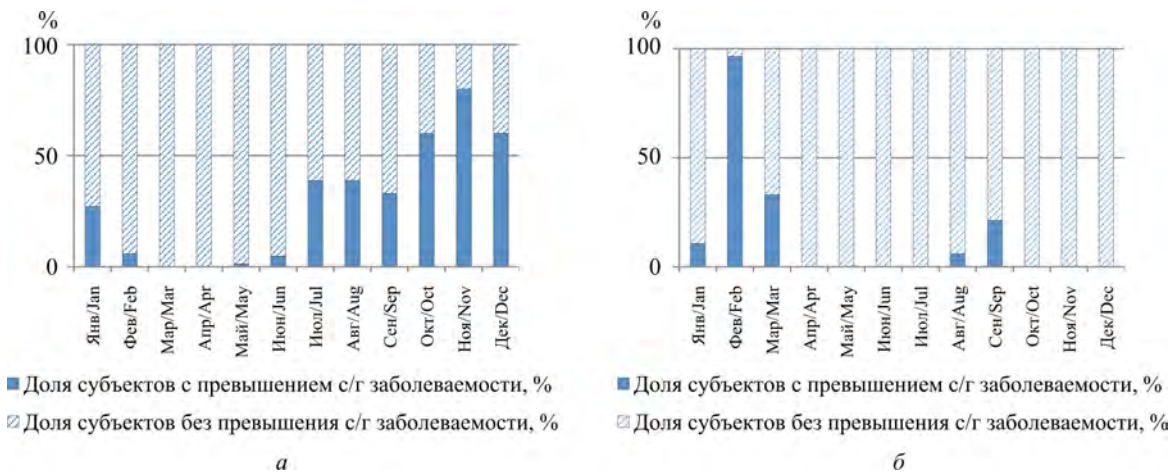 %
100
50
0
Янв/Jan
Фев/Feb
Мар/Mar
Апр/Apr
Май/May
Июн/Jun
Июл/Jul
Авг/Aug
Сен/Sep
Окт/Oct
Ноя/Nov
Дек/Dec
Доля субъектов с превышением с/г заболеваемости, %
Доля субъектов без превышения с/г заболеваемости, %
а
%
100
50
0
Янв/Jan
Фев/Feb
Мар/Mar
Апр/Apr
Май/May
Июн/Jun
Июл/Jul
Авг/Aug
Сен/Sep
Окт/Oct
Ноя/Nov
Дек/Dec
Доля субъектов с превышением с/г заболеваемости, %
Доля субъектов без превышения с/г заболеваемости, %
б